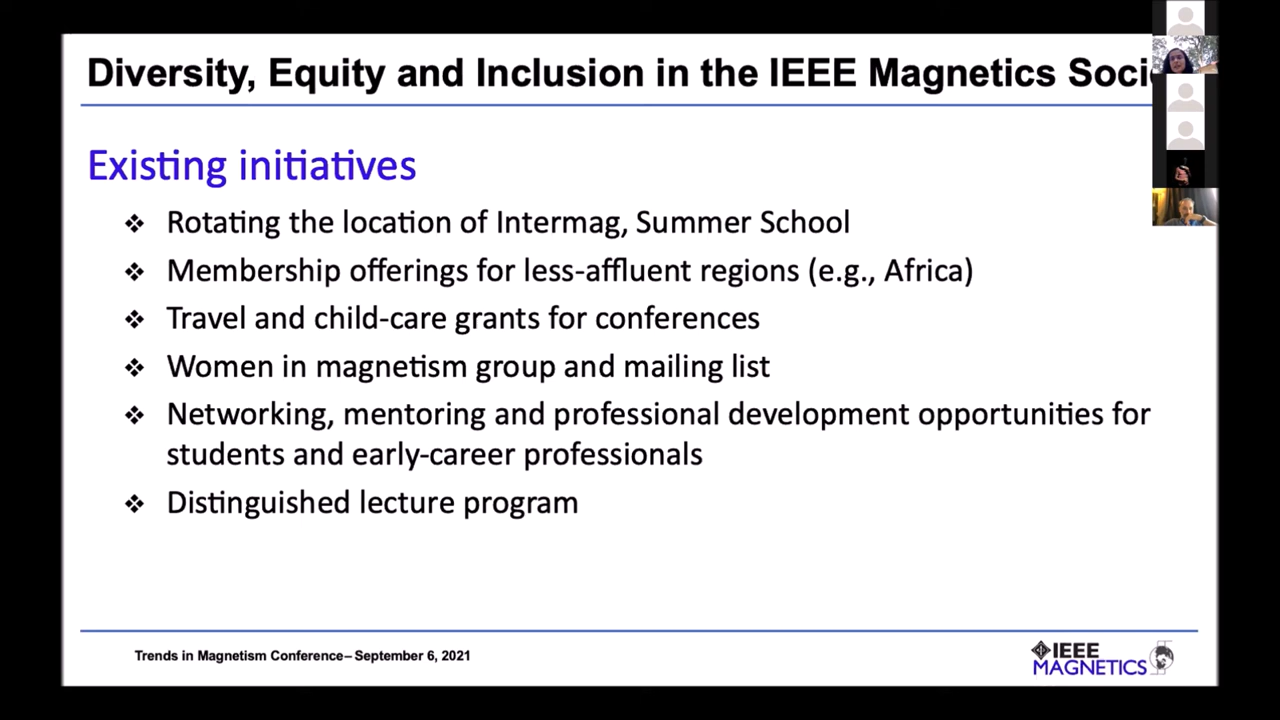 Diversity, Equity and Inclusion in the IEEE Magnetics Soci
Existing initiatives
❖ Rotating the location of Intermag, Summer School
❖ Membership offerings for less-affluent regions (e.g., Africa)
❖ Travel and child-care grants for conferences
❖ Women in magnetism group and mailing list
❖ Networking, mentoring and professional development opportunities for
students and early-career professionals
❖ Distinguished lecture program
Trends in Magnetism Conference– September 6, 2021
IEEE
MAGNETICS